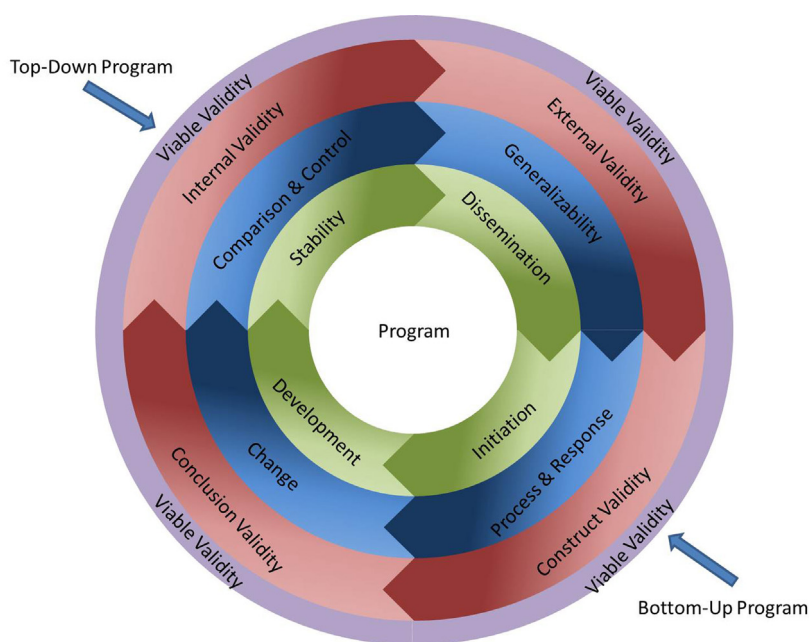 Top-Down Program
Viable Validity
Viable Validity
Internal Validity
External Validity
Comparison & Control
Generalizability
Stability
Dissemination
Program
Development
Initiation
Change
Process & Response
Conclusion Validity
Construct Validity
Viable Validity
Viable Validity
Bottom-Up Program